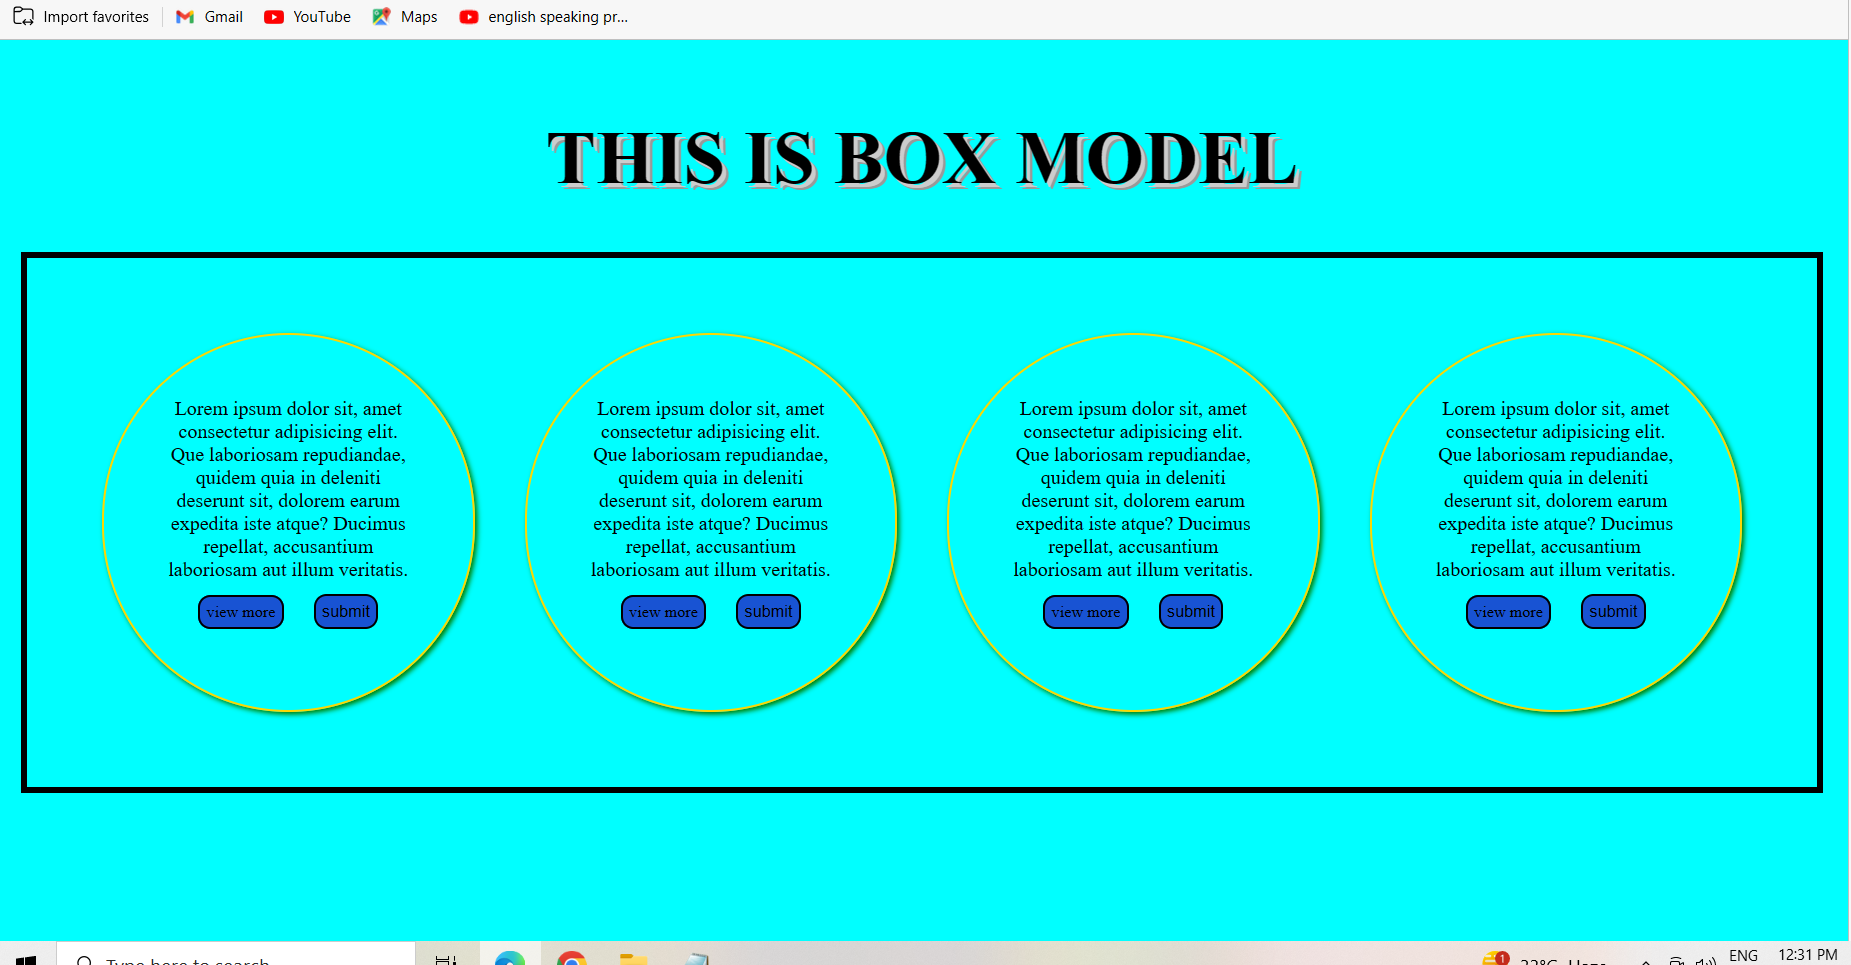 Import favorites
Gmail
YouTube
Maps
english speaking pr...
THIS IS BOX MODEL
Lorem ipsum dolor sit, amet
consectetur adipisicing elit.
Que laboriosam repudiandae,
quidem quia in deleniti
deserunt sit, dolorem earum
expedita iste atque? Ducimus
repellat, accusantium
laboriosam aut illum veritatis.
view more
submit
Lorem ipsum dolor sit, amet
consectetur adipisicing elit.
Que laboriosam repudiandae,
quidem quia in deleniti
deserunt sit, dolorem earum
expedita iste atque? Ducimus
repellat, accusantium
laboriosam aut illum veritatis.
view more
submit
Lorem ipsum dolor sit, amet
consectetur adipisicing elit.
Que laboriosam repudiandae,
quidem quia in deleniti
deserunt sit, dolorem earum
expedita iste atque? Ducimus
repellat, accusantium
laboriosam aut illum veritatis.
view more
submit
Lorem ipsum dolor sit, amet
consectetur adipisicing elit.
Que laboriosam repudiandae,
quidem quia in deleniti
deserunt sit, dolorem earum
expedita iste atque? Ducimus
repellat, accusantium
laboriosam aut illum veritatis.
view more
submit
Type here to search
1
ENG
12:31 PM